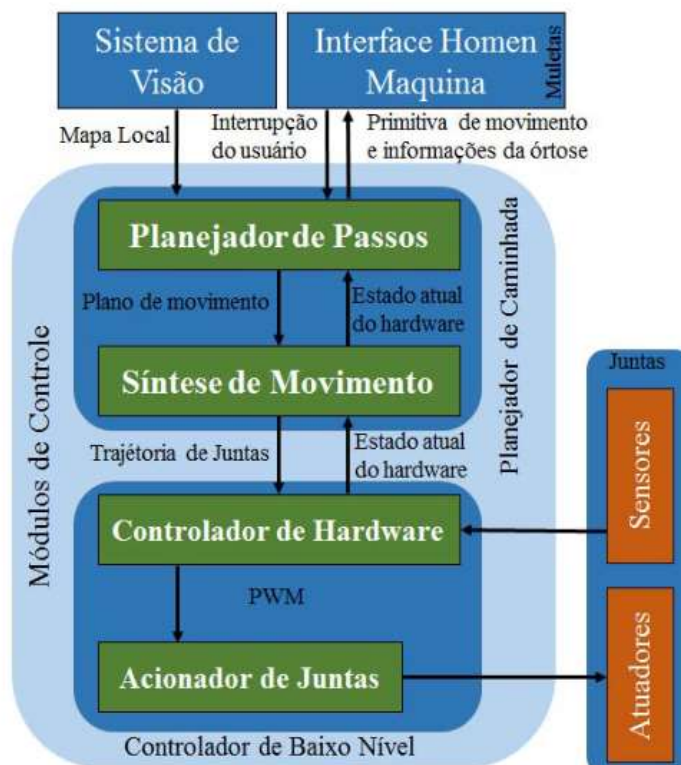 Sistema de
Visão
Interface Homen
Maquina
Muletas
Mapa Local
Interrupção
do usuário
Primitiva de movimento
e informações da órtose
Planejador de Passos
Plano de movimento
Estado atual
do hardware
Síntese de Movimento
Planejador de Caminhada
Módulos de Controle
Trajétoria de Juntas
Estado atual
do hardware
Controlador de Hardware
PWM
Acionador de Juntas
Controlador de Baixo Nível
Juntas
Sensores
Atuadores